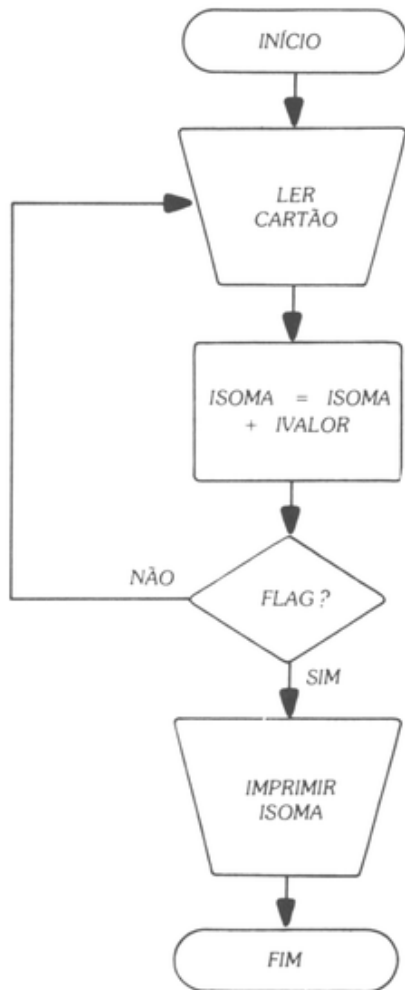 INÍCIO
LER
CARTÃO
ISOMA = ISOMA
+ IVALOR
NÃO
FLAG ?
SIM
IMPRIMIR
ISOMA
FIM